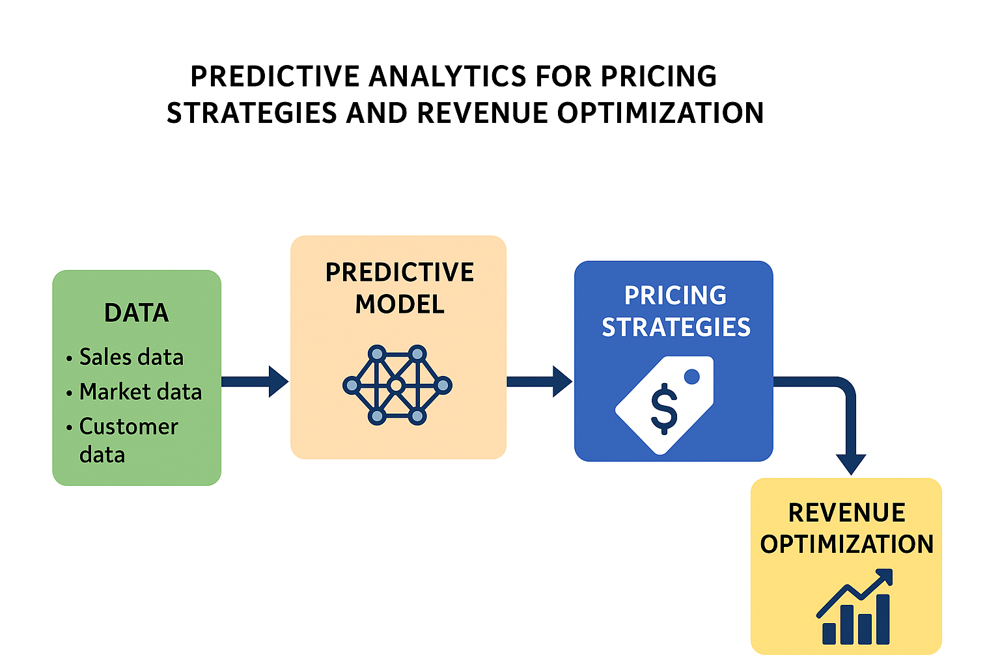 PREDICTIVE ANALYTICS FOR PRICING
STRATEGIES AND REVENUE OPTIMIZATION
DATA
• Sales data
• Market data
• Customer
data
PREDICTIVE
MODEL
PRICING
STRATEGIES
$
REVENUE
OPTIMIZATION